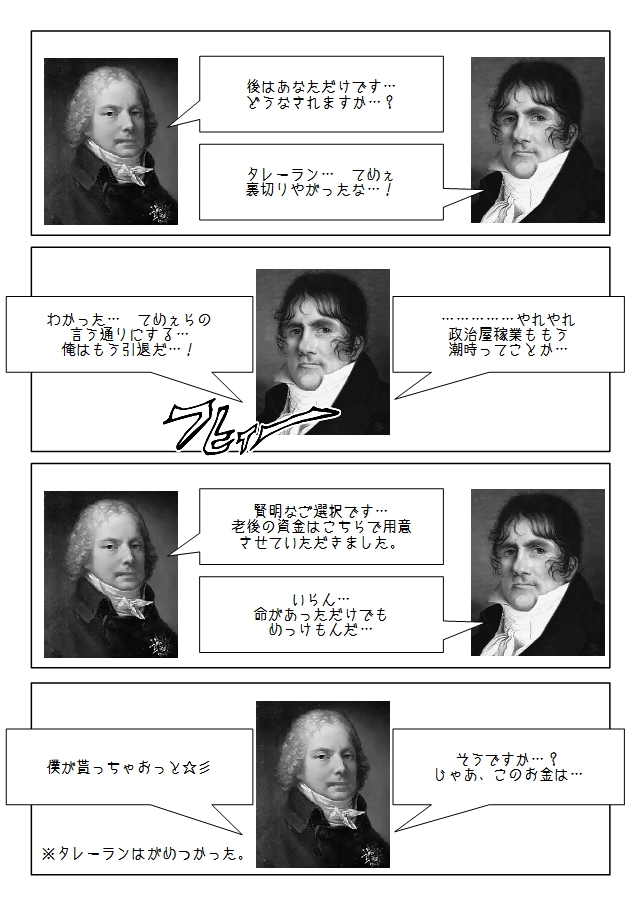 後はあなただけです…
どうなされますか…？
タレーラン…　てめぇ
裏切りやがったな…！
…………やれやれ
政治屋稼業ももう
潮時ってことか…
わかった…　てめぇらの
言う通りにする…
俺はもう引退だ…！
賢明なご選択です…
老後の資金はこちらで用意
させていただきました。
いらん…
命があっただけでも
めっけもんだ…
そうですか…？
じゃあ、このお金は…
僕が貰っちゃおっと☆彡
※タレーランはがめつかった。